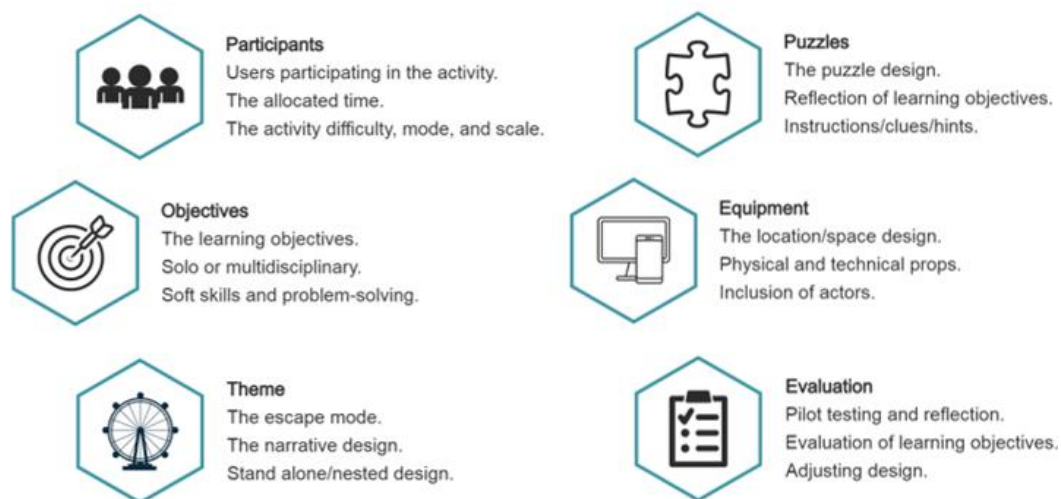 Participants
Users participating in the activity.
The allocated time.
The activity difficulty, mode, and scale.
Objectives
The learning objectives.
Solo or multidisciplinary.
Soft skills and problem-solving.
Theme
The escape mode.
The narrative design.
Stand alone/nested design.
Puzzles
The puzzle design.
Reflection of learning objectives.
Instructions/clues/hints.
Equipment
The location/space design.
Physical and technical props.
Inclusion of actors.
Evaluation
Pilot testing and reflection.
Evaluation of learning objectives.
Adjusting design.